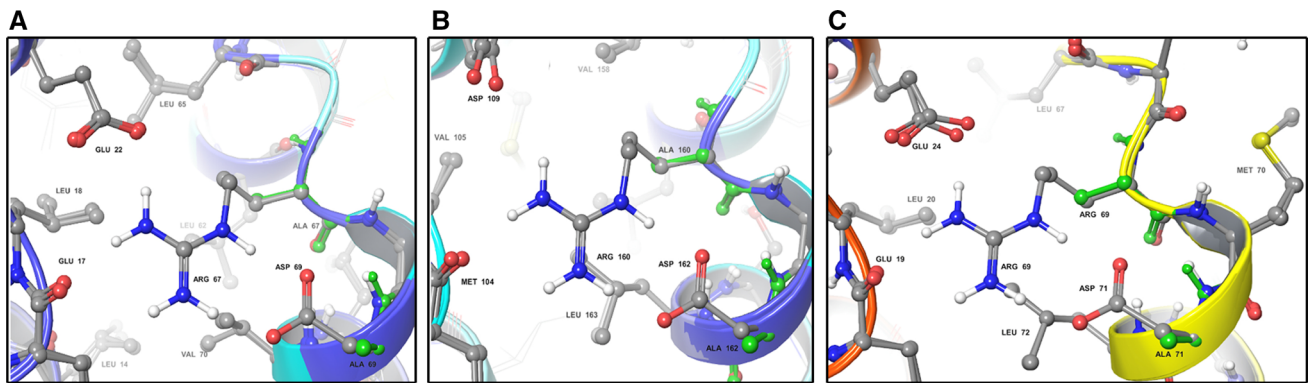 A
B
C
LEU 65
GLU 22
LEU 18
LEU 62
ALA 67
GLU 17
ARG 67
ASP 69
VAL 70
LEU 14
ALA 69
VAL 158
ASP 109
VAL 105
ALA 160
ARG 160
ASP 162
MET 104
LEU 163
ALA 162
LEU 67
GLU 24
MET 70
LEU 20
ARG 69
GLU 19
ARG 69
ASP 71
LEU 72
ALA 71